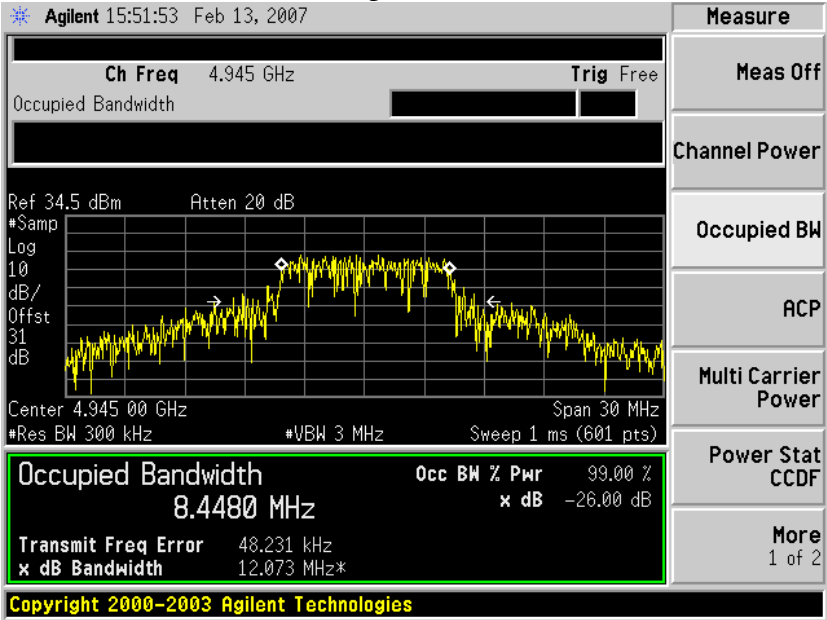 Agilent 15:51:53 Feb 13, 2007
Measure
Ch Freq 4.945 GHz Trig Free
Occupied Bandwidth
Meas Off
Channel Power
Occupied BW
ACP
Multi Carrier
Power
Power Stat
CCDF
More
1 of 2
Ref 34.5 dBm Atten 20 dB
#Samp
Log
10
dB/
Offst
31
dB
Center 4.945 00 GHz Span 30 MHz
#Res BW 300 kHz #VBW 3 MHz Sweep 1 ms (601 pts)
Occupied Bandwidth Occ BW % Pwr 99.00 %
8.4480 MHz x dB -26.00 dB
Transmit Freq Error 48.231 kHz
x dB Bandwidth 12.073 MHz*
Copyright 2000-2003 Agilent Technologies